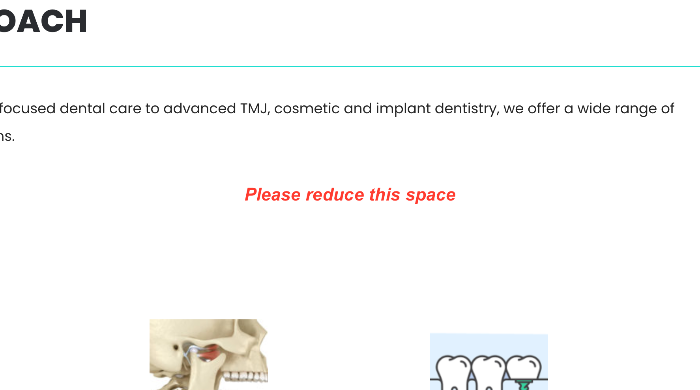 OACH
focused dental care to advanced TMJ, cosmetic and implant dentistry, we offer a wide range of
ns.
Please reduce this space